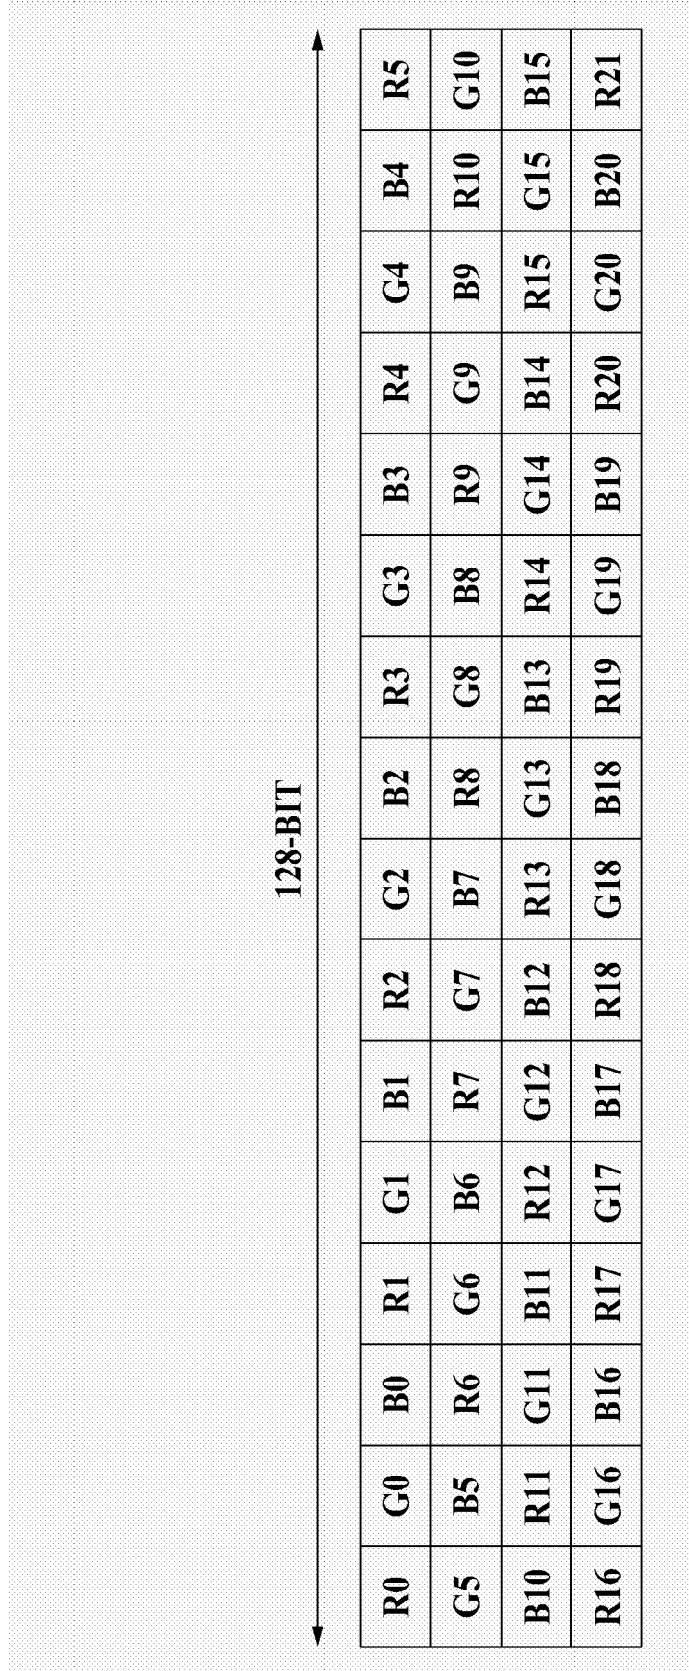 128-BIT
R0 G0 B0 R1 G1 B1 R2 G2 B2 R3 G3 B3 R4 G4 B4 R5
G5 B5 R6 G6 B6 R7 G7 B7 R8 G8 B8 R9 G9 B9 R10 G10
B10 R11 G11 B11 R12 G12 B12 R13 G13 B13 R14 G14 B14 R15 G15 B15
R16 G16 B16 R17 G17 B17 R18 G18 B18 R19 G19 B19 R20 G20 B20 R21